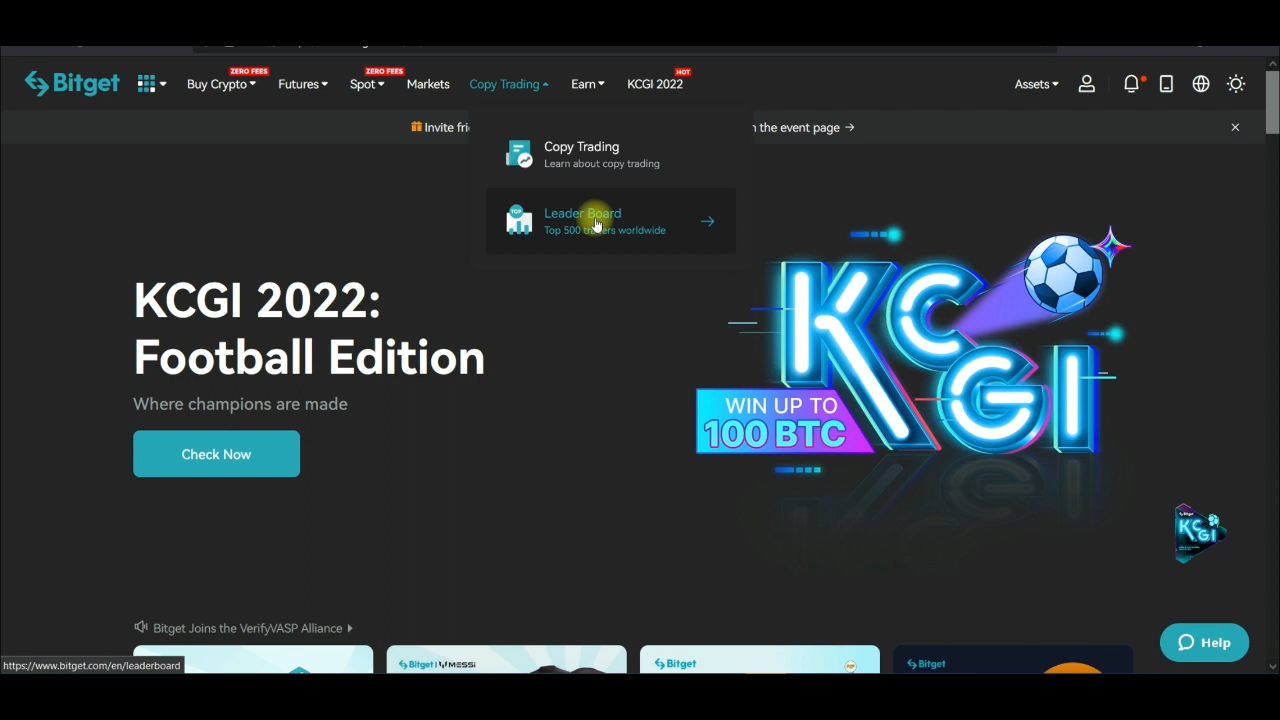 Bitget
Buy Crypto
ZERO FEES
Futures
Spot
ZERO FEES
Markets
Copy Trading
Earn
KCGI 2022
HOT
Assets
Invite
the event page →
Copy Trading
Learn about copy trading
TOP
Leader Board
Top 500 traders worldwide
KCGI 2022:
Football Edition
Where champions are made
Check Now
KCGI
WIN UP TO
100 BTC
Bitget
KCGI
Bitget Joins the VerifyVASP Alliance
Help
https://www.bitget.com/en/leaderboard
Bitget | MESSI
Bitget
Bitget